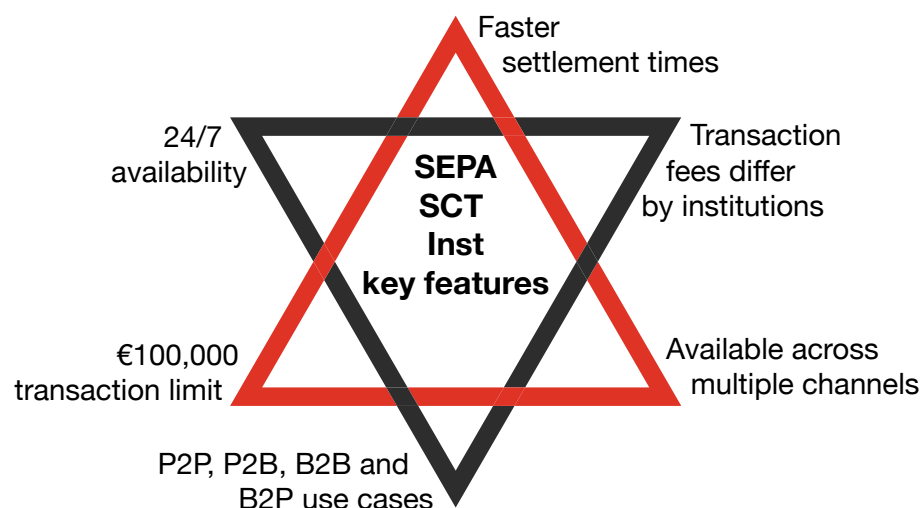 Faster
settlement times
24/7
availability
Transaction
fees differ
by institutions
SEPA
SCT
Inst
key features
€100,000
transaction limit
Available across
multiple channels
P2P, P2B, B2B and
B2P use cases